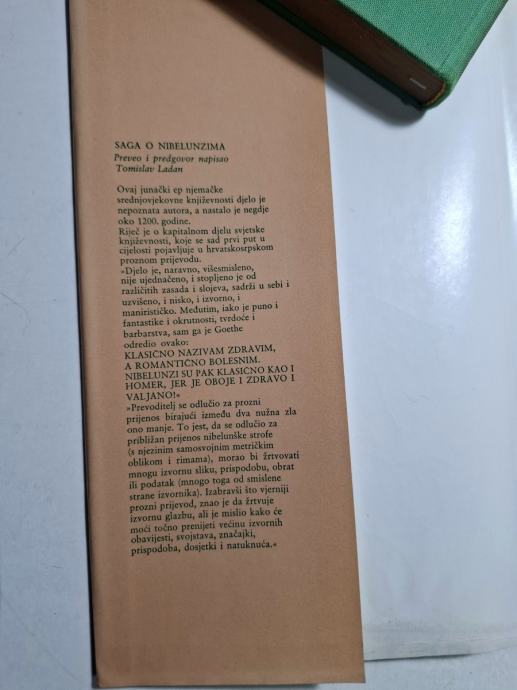 SAGA O NIBELUNZIMA
Preveo i predgovor napisao
Tomislav Ladan
Ovaj junački ep njemačke
srednjovjekovne književnosti djelo je
nepoznata autora, a nastalo je negdje
oko 1200. godine.
Riječ je o kapitalnom djelu svjetske
književnosti, koje se sad prvi put u
cijelosti pojavljuje u hrvatskosrpskom
proznom prijevodu.
»Djelo je, naravno, višesmisleno,
nije ujednačeno, i stopljeno je od
različitih zasada i slojeva, sadrži u sebi i
uzvišeno, i nisko, i izvorno, i
manirističko. Međutim, iako je puno i
fantastike i okrutnosti, tvrdoće i
barbarstva, sam ga je Goethe
odredio ovako:
KLASIČNO NAZIVAM ZDRAVIM,
A ROMANTIČNO BOLESNIM.
NIBELUNZI SU PAK KLASIČNO KAO I
HOMER, JER JE OBOJE I ZDRAVO I
VALJANO!«
»Prevoditelj se odlučio za prozni
prijenos birajući između dva nužna zla
ono manje. To jest, da se odlučio za
približan prijenos nibelunške strofe
(s njezinim samosvojnim metričkim
oblikom i rimama), morao bi žrtvovati
mnogu izvornu sliku, prispodobu, obrat
ili podatak (mnogo toga od smislene
strane izvornika). Izabravši što vjerniji
prozni prijevod, znao je da žrtvuje
izvornu glazbu, ali je mislio kako će
moći točno prenijeti većinu izvornih
obavijesti, svojstava, značajki,
prispodoba, dosjetki i natuknuća.«